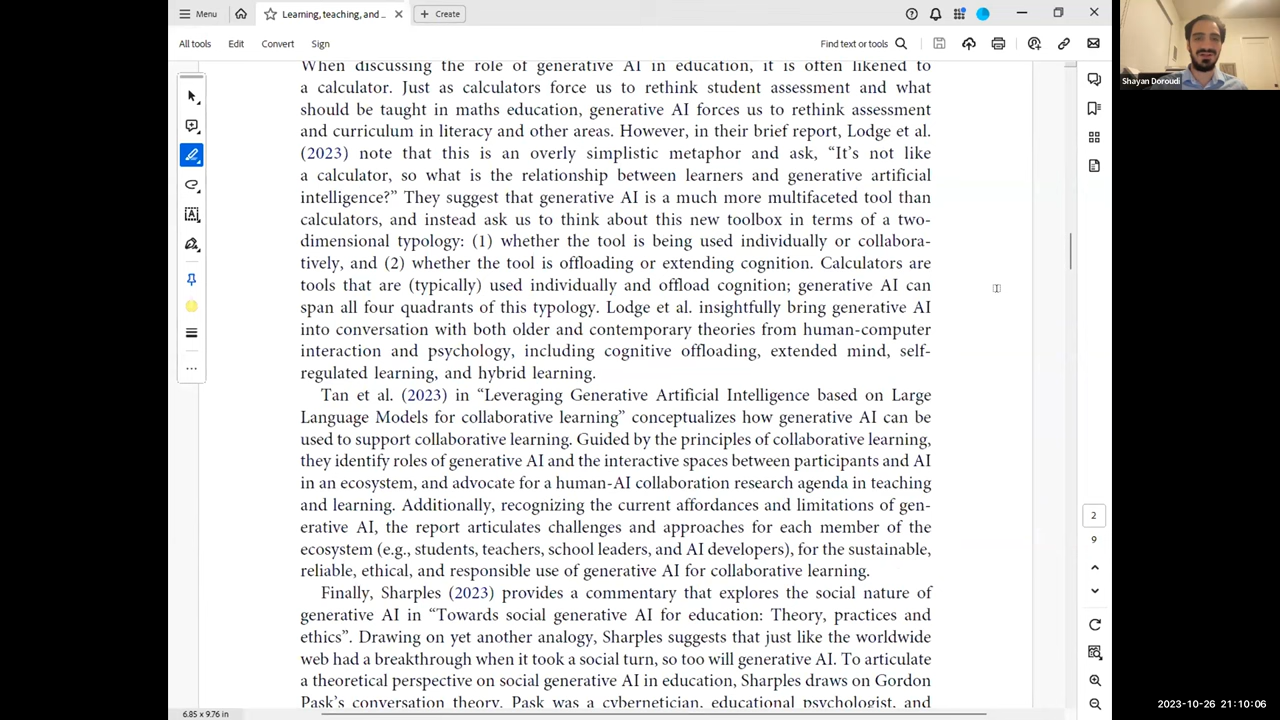 Menu
Learning, teaching, and ..
Create
All tools
Edit
Convert
Sign
Find text or tools
Shayan Doroudi
When discussing the role of generative AI in education, it is often likened to
a calculator. Just as calculators force us to rethink student assessment and what
should be taught in maths education, generative AI forces us to rethink assessment
and curriculum in literacy and other areas. However, in their brief report, Lodge et al.
(2023) note that this is an overly simplistic metaphor and ask, “It’s not like
a calculator, so what is the relationship between learners and generative artificial
intelligence?” They suggest that generative AI is a much more multifaceted tool than
calculators, and instead ask us to think about this new toolbox in terms of a two-
dimensional typology: (1) whether the tool is being used individually or collabora-
tively, and (2) whether the tool is offloading or extending cognition. Calculators are
tools that are (typically) used individually and offload cognition; generative AI can
span all four quadrants of this typology. Lodge et al. insightfully bring generative AI
into conversation with both older and contemporary theories from human-computer
interaction and psychology, including cognitive offloading, extended mind, self-
regulated learning, and hybrid learning.
Tan et al. (2023) in “Leveraging Generative Artificial Intelligence based on Large
Language Models for collaborative learning” conceptualizes how generative AI can be
used to support collaborative learning. Guided by the principles of collaborative learning,
they identify roles of generative AI and the interactive spaces between participants and AI
in an ecosystem, and advocate for a human-AI collaboration research agenda in teaching
and learning. Additionally, recognizing the current affordances and limitations of gen-
erative AI, the report articulates challenges and approaches for each member of the
ecosystem (e.g., students, teachers, school leaders, and AI developers), for the sustainable,
reliable, ethical, and responsible use of generative AI for collaborative learning.
Finally, Sharples (2023) provides a commentary that explores the social nature of
generative AI in “Towards social generative AI for education: Theory, practices and
ethics”. Drawing on yet another analogy, Sharples suggests that just like the worldwide
web had a breakthrough when it took a social turn, so too will generative AI. To articulate
a theoretical perspective on social generative AI in education, Sharples draws on Gordon
Pask’s conversation theory. Pask was a cybernetician, educational psychologist, and
2
9
6.85 x 9.76 in
2023-10-26 21:10:06